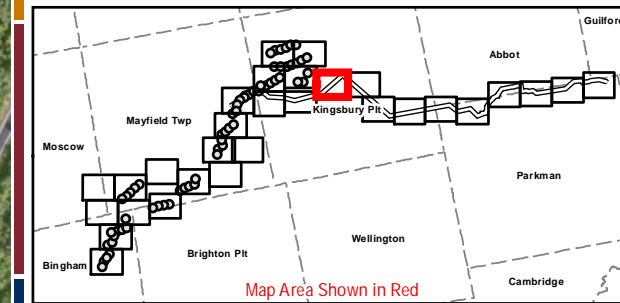 Guilford
Abbot
Kingsbury Plt
Mayfield Twp
Moscow
Parkman
Wellington
Brighton Plt
Bingham
Cambridge
Map Area Shown in Red